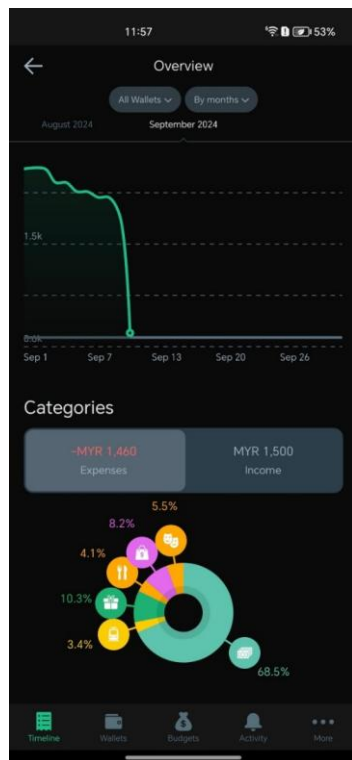 11:57 53%
Overview
All Wallets By months
August 2024 September 2024
1.5k
0.0k
Sep 1 Sep 7 Sep 13 Sep 20 Sep 26
Categories
-MYR 1,460 MYR 1,500
Expenses Income
5.5%
8.2%
4.1%
10.3%
3.4%
68.5%
Timeline Wallets Budgets Activity More